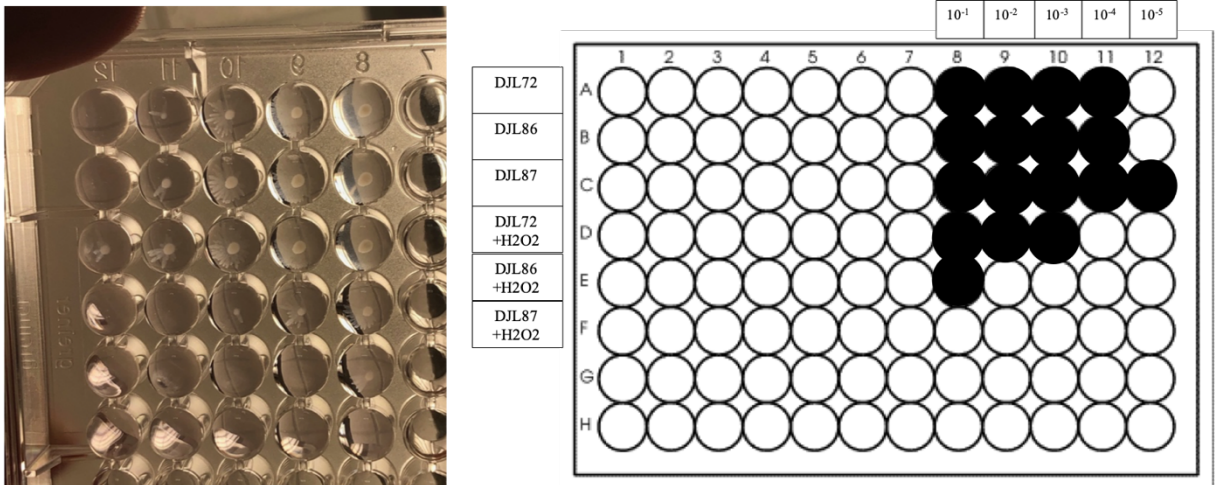 12 11 10 9 8 7
10⁻¹ 10⁻² 10⁻³ 10⁻⁴ 10⁻⁵
1 2 3 4 5 6 7 8 9 10 11 12
DJL72
DJL86
DJL87
DJL72
+H2O2
DJL86
+H2O2
DJL87
+H2O2
A
B
C
D
E
F
G
H